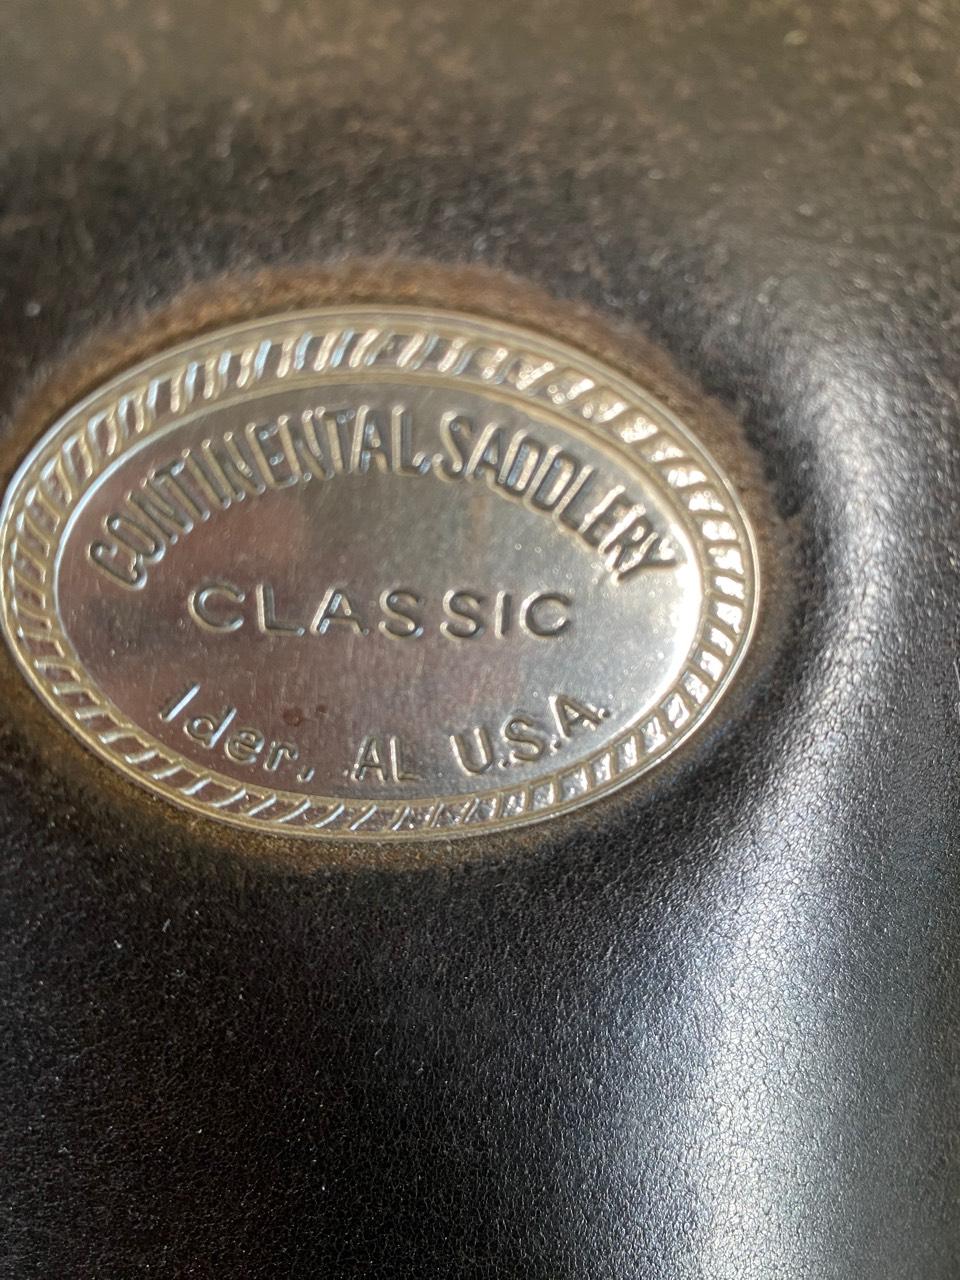 CONTINENTAL SADDLERY
CLASSIC
Ider, AL U.S.A.